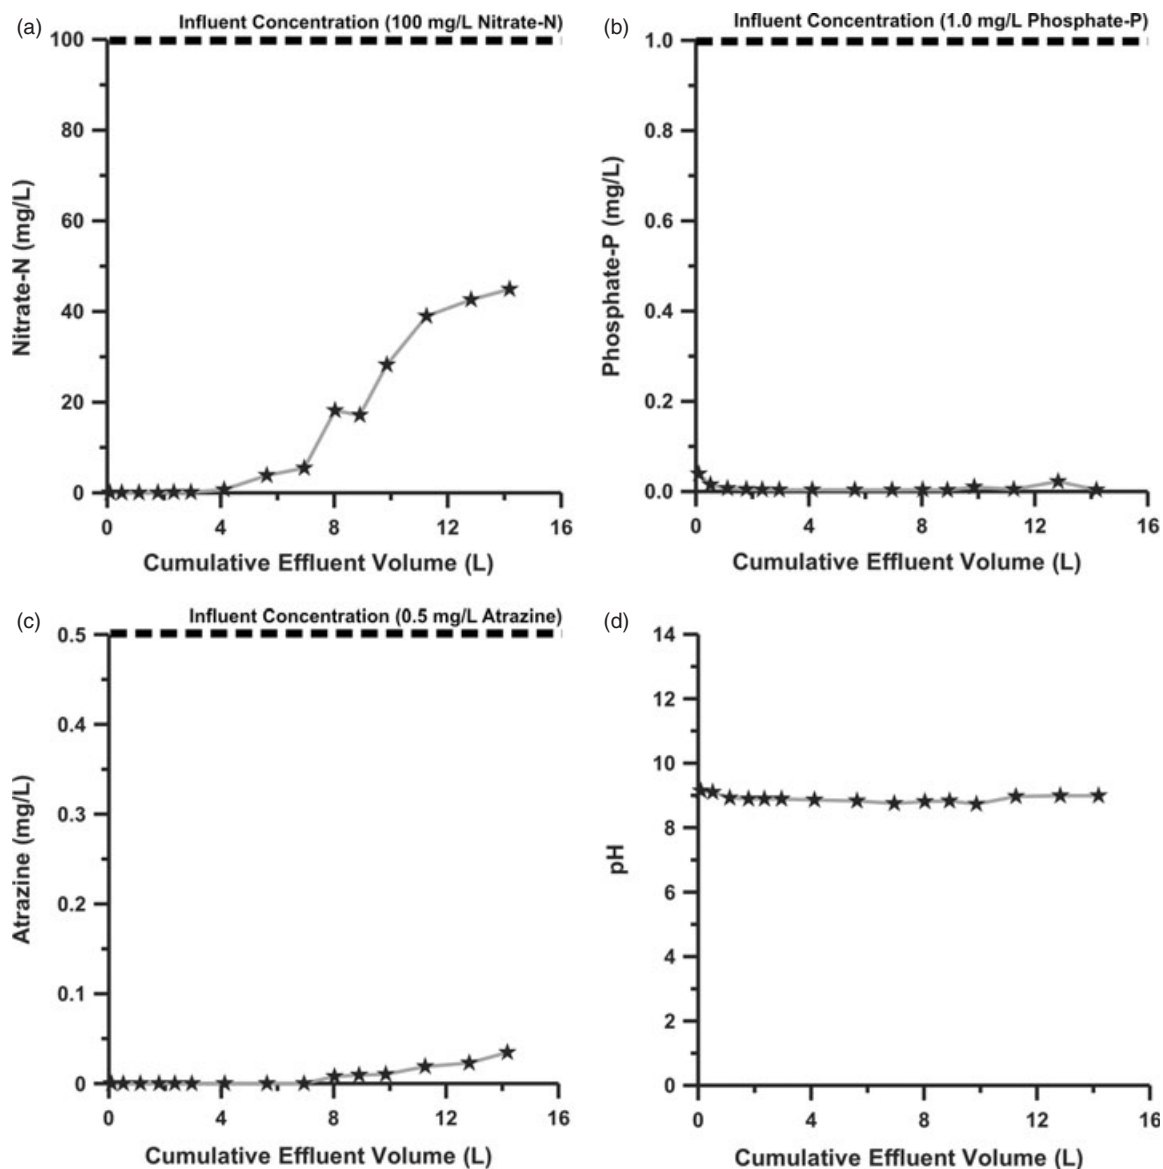 (a)
Influent Concentration (100 mg/L Nitrate-N)
100
80
60
40
20
0
Nitrate-N (mg/L)
0 4 8 12 16
Cumulative Effluent Volume (L)
(b)
Influent Concentration (1.0 mg/L Phosphate-P)
1.0
0.8
0.6
0.4
0.2
0.0
Phosphate-P (mg/L)
0 4 8 12 16
Cumulative Effluent Volume (L)
(c)
Influent Concentration (0.5 mg/L Atrazine)
0.5
0.4
0.3
0.2
0.1
0
Atrazine (mg/L)
0 4 8 12 16
Cumulative Effluent Volume (L)
(d)
14
12
10
8
6
4
2
0
pH
0 4 8 12 16
Cumulative Effluent Volume (L)